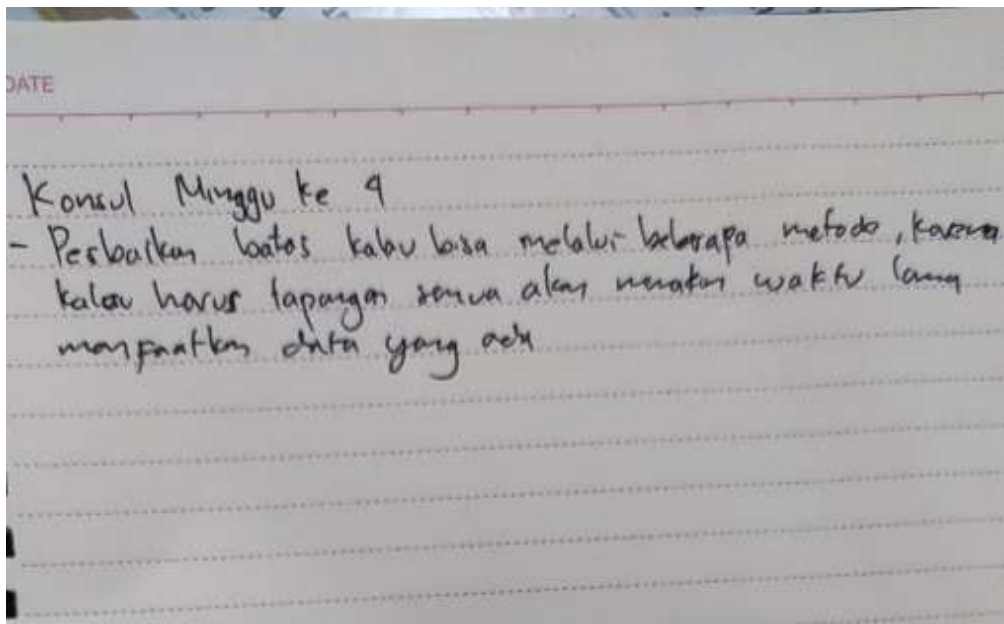 DATE
Konsul Minggu ke 4
- Perbaikan batas kalau bisa melalui beberapa metode, karena
kalau harus lapangan semua akan memakan waktu lama
manfaatkan data yang ada